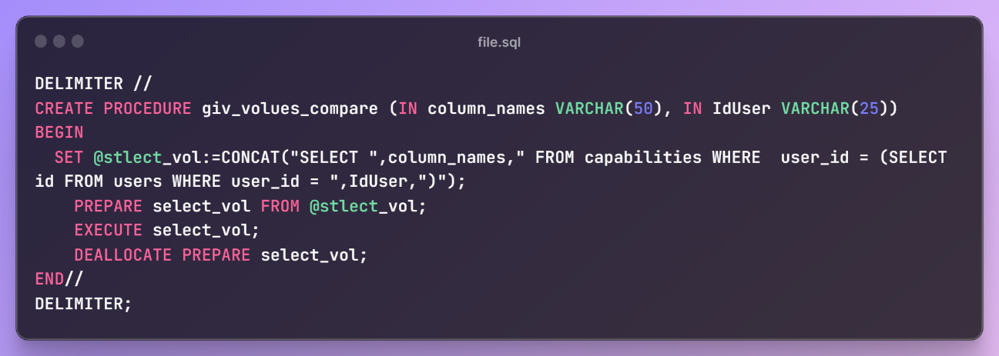 file.sql
DELIMITER //
CREATE PROCEDURE giv_volues_compare (IN column_names VARCHAR(50), IN IdUser VARCHAR(25))
BEGIN
  SET @stlect_vol:=CONCAT("SELECT ",column_names," FROM capabilities WHERE  user_id = (SELECT
id FROM users WHERE user_id = ",IdUser,")");
    PREPARE select_vol FROM @stlect_vol;
    EXECUTE select_vol;
    DEALLOCATE PREPARE select_vol;
END//
DELIMITER;